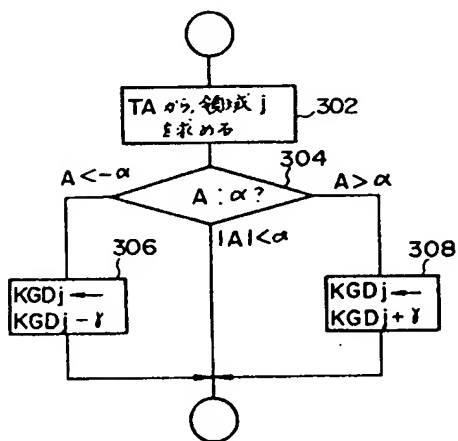 TAから、領域j
を求める
302
304
A<-α
A:α?
A>α
|A|<α
306
KGDj←
KGDj-γ
308
KGDj←
KGDj+γ